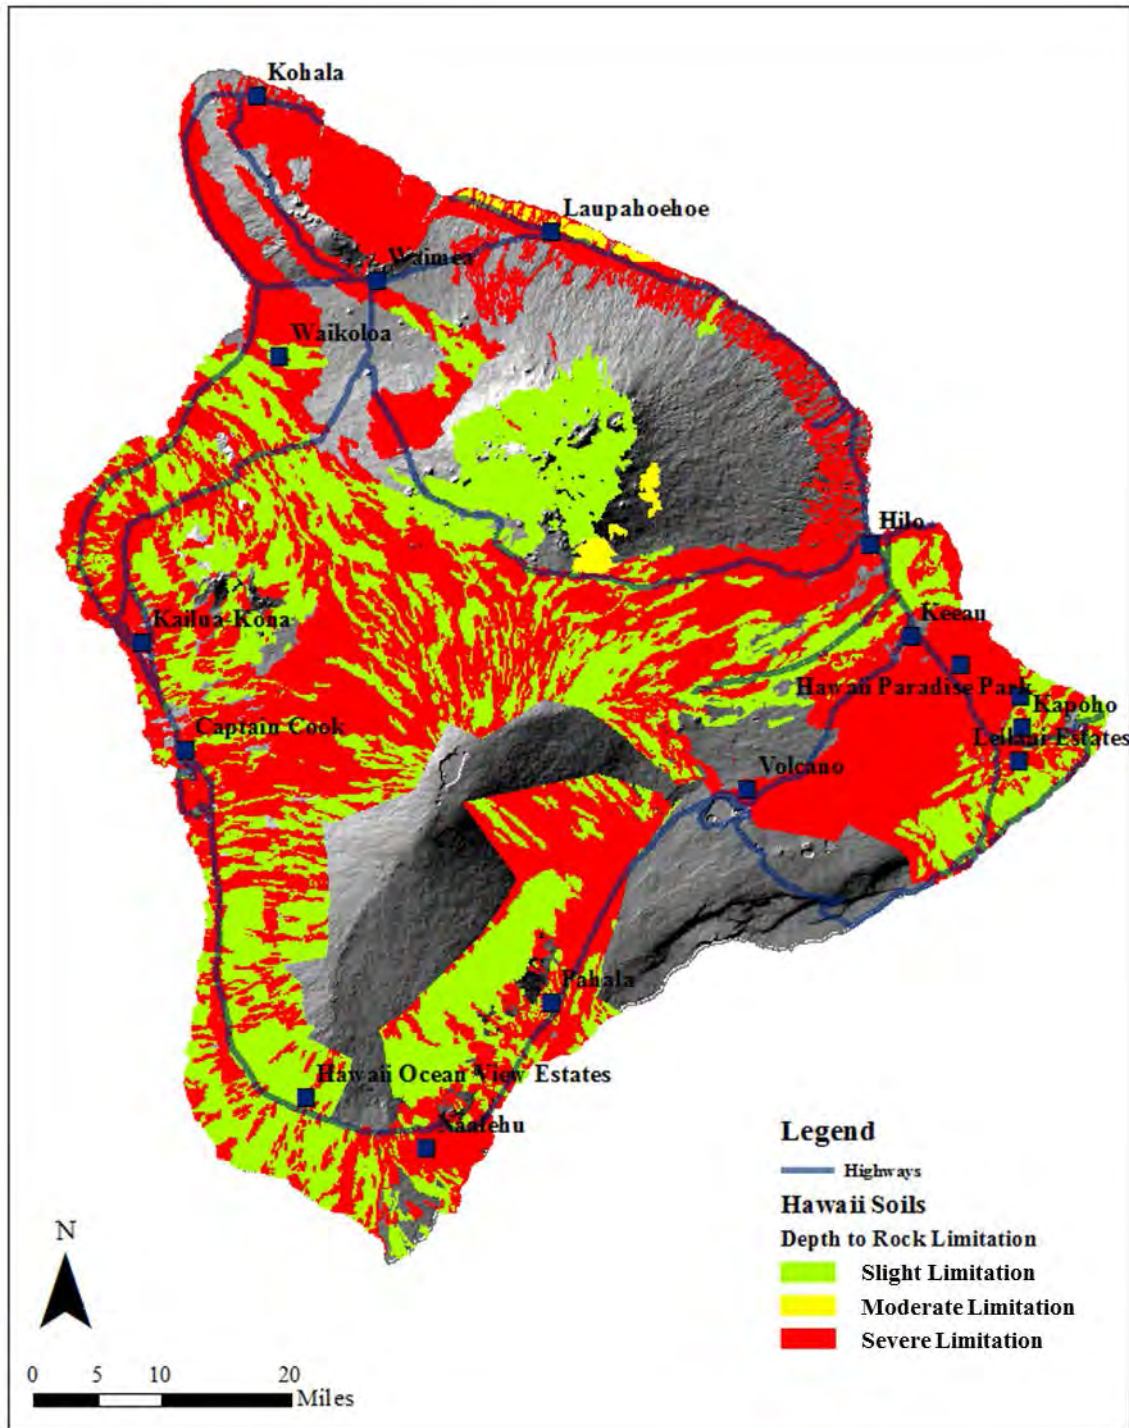 Kohala
Laupahoehoe
Waimea
Waikoloa
Hilo
Kailua-Kona
Keeau
Hawaii Paradise Park
Kapoho
Captain Cook
Leilani Estates
Volcano
Pahala
Hawaii Ocean View Estates
Naalehu
Legend
Highways
Hawaii Soils
Depth to Rock Limitation
Slight Limitation
Moderate Limitation
Severe Limitation
N
0 5 10 20
Miles